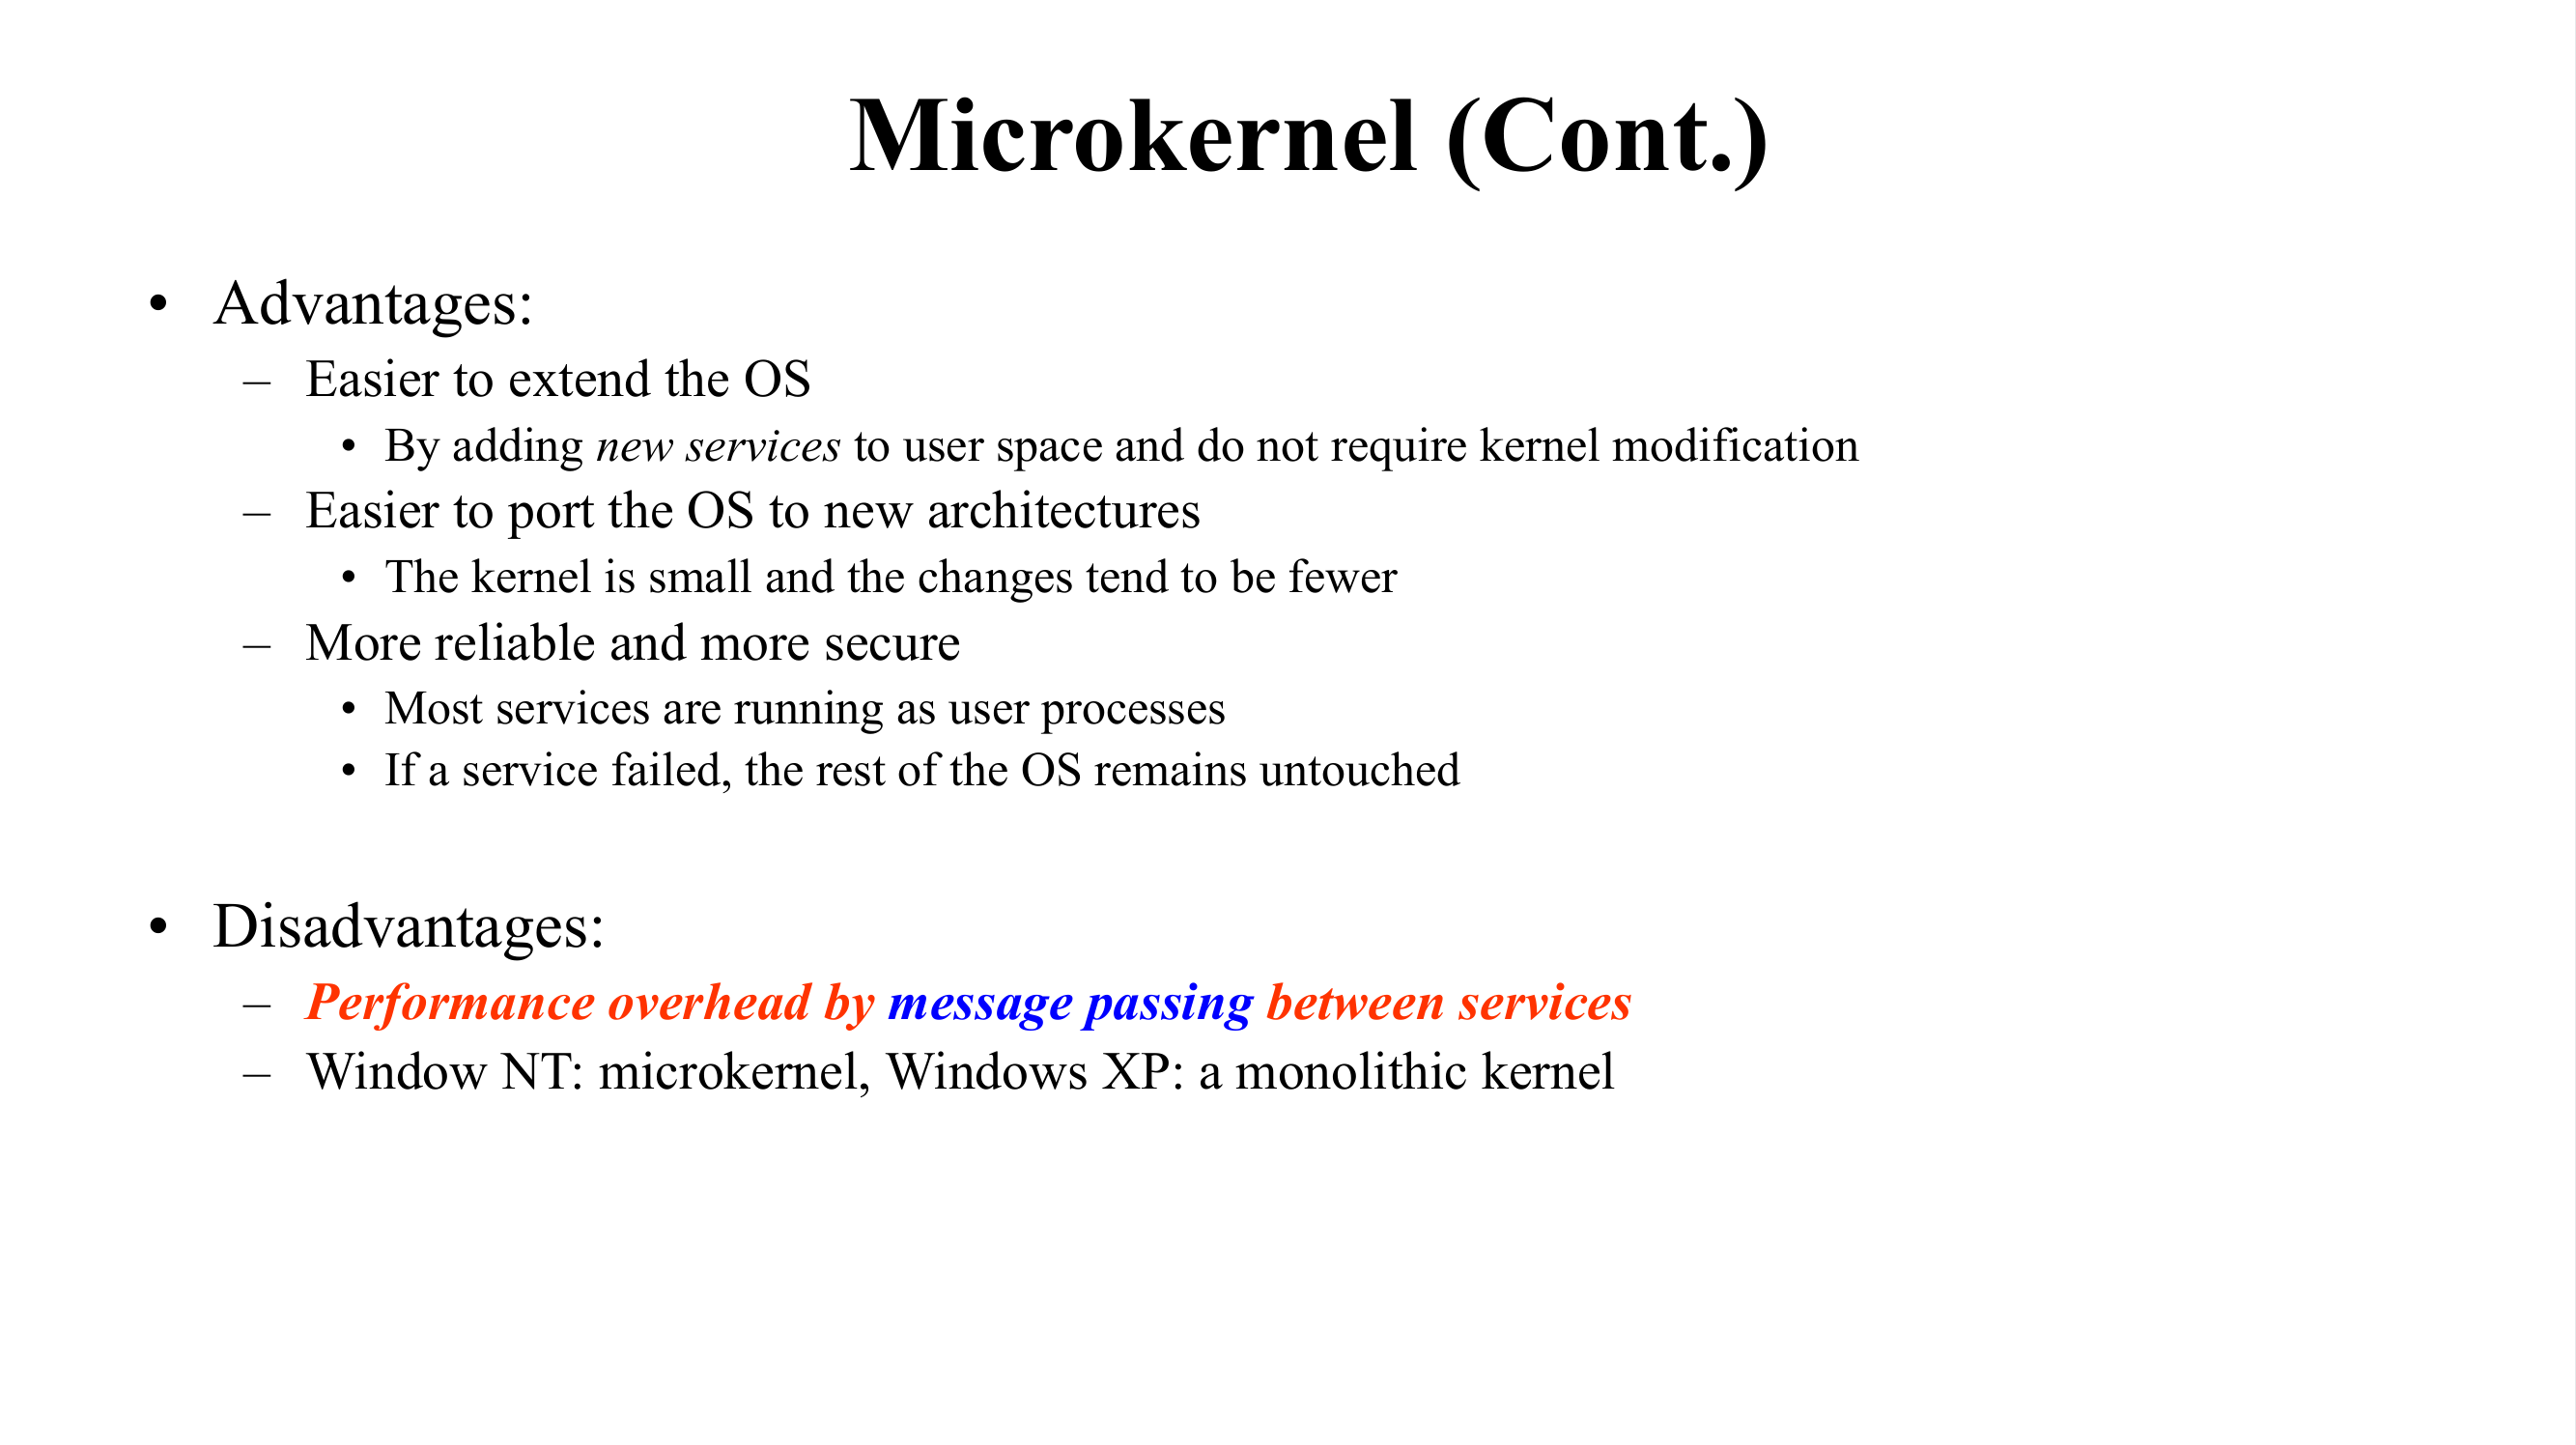 Microkernel (Cont.)
• Advantages:
– Easier to extend the OS
• By adding new services to user space and do not require kernel modification
– Easier to port the OS to new architectures
• The kernel is small and the changes tend to be fewer
– More reliable and more secure
• Most services are running as user processes
• If a service failed, the rest of the OS remains untouched
• Disadvantages:
– Performance overhead by message passing between services
– Window NT: microkernel, Windows XP: a monolithic kernel